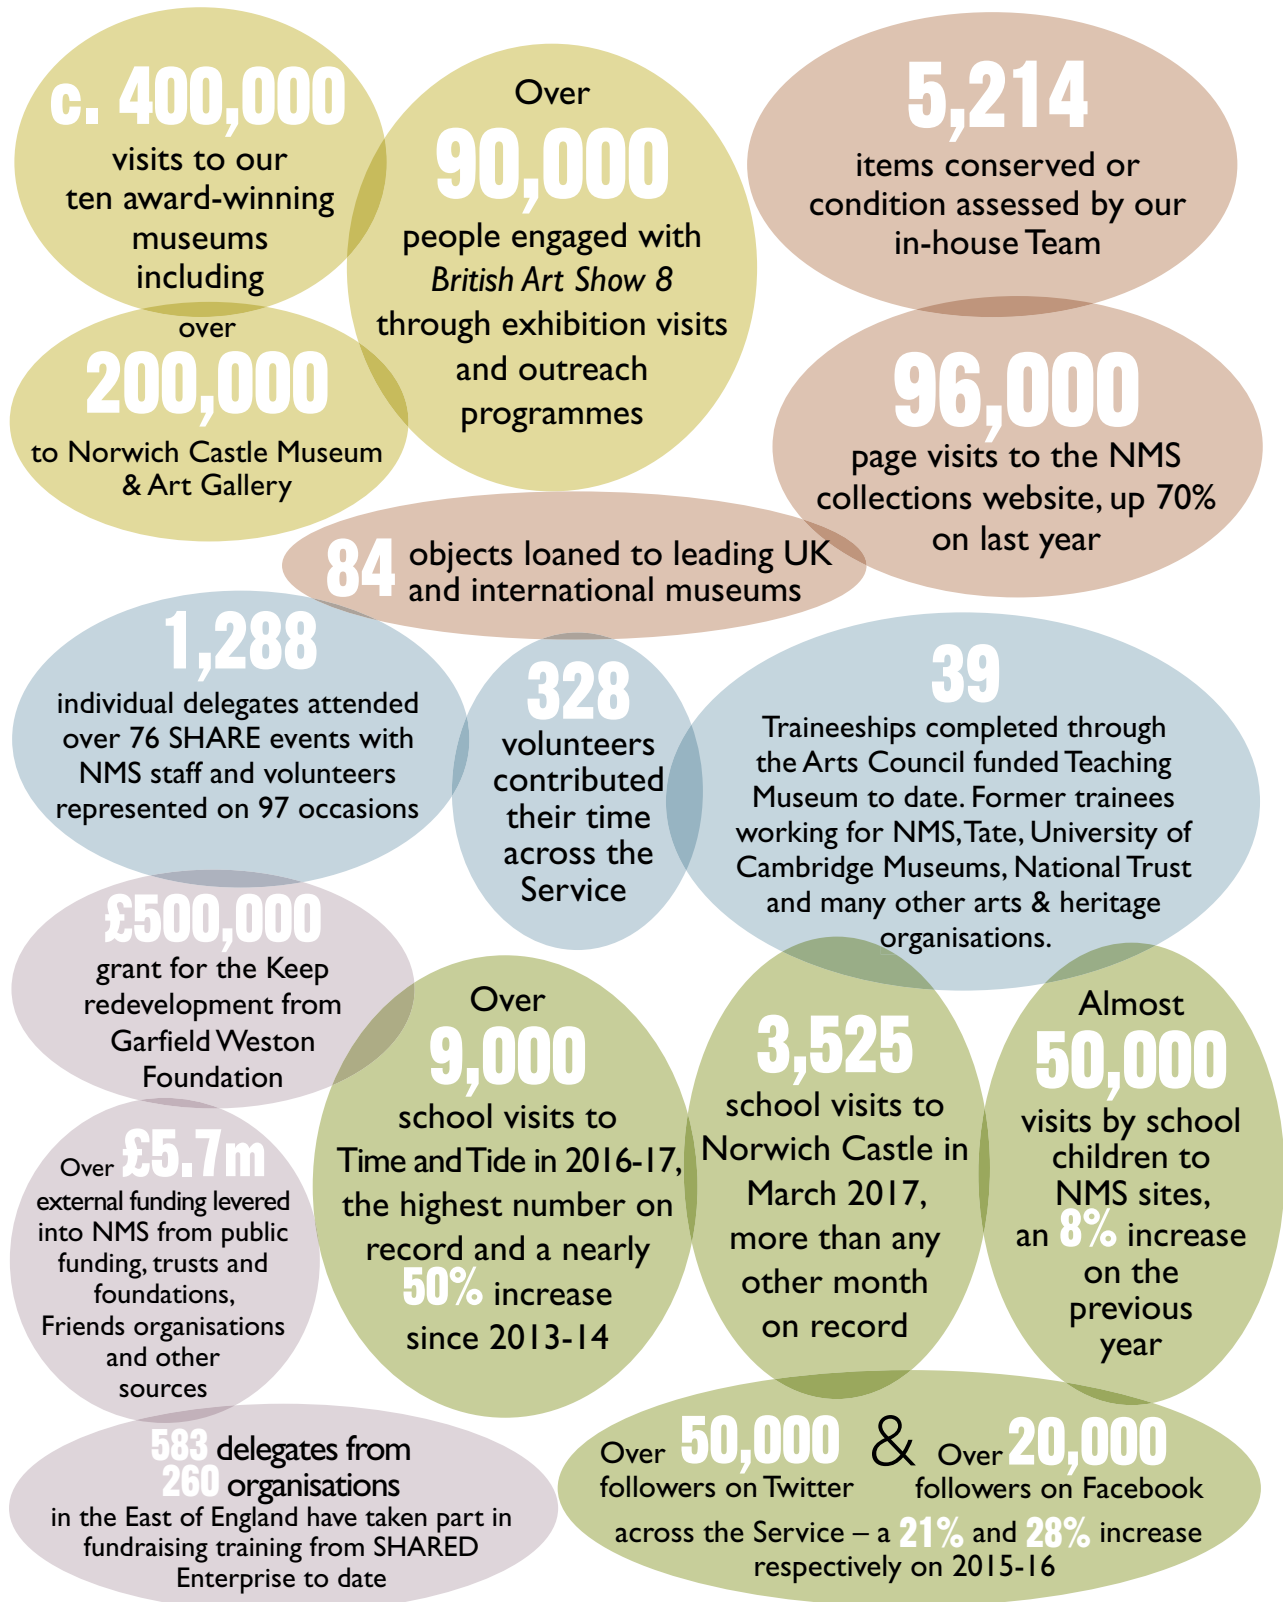 c. 400,000
visits to our
ten award-winning
museums
including
over
200,000
to Norwich Castle Museum
& Art Gallery
Over
90,000
people engaged with
British Art Show 8
through exhibition visits
and outreach
programmes
5,214
items conserved or
condition assessed by our
in-house Team
96,000
page visits to the NMS
collections website, up 70%
on last year
84 objects loaned to leading UK
and international museums
1,288
individual delegates attended
over 76 SHARE events with
NMS staff and volunteers
represented on 97 occasions
328
volunteers
contributed
their time
across the
Service
39
Traineeships completed through
the Arts Council funded Teaching
Museum to date. Former trainees
working for NMS, Tate, University of
Cambridge Museums, National Trust
and many other arts & heritage
organisations.
£500,000
grant for the Keep
redevelopment from
Garfield Weston
Foundation
Over £5.7m
external funding levered
into NMS from public
funding, trusts and
foundations,
Friends organisations
and other
sources
Over
9,000
school visits to
Time and Tide in 2016-17,
the highest number on
record and a nearly
50% increase
since 2013-14
3,525
school visits to
Norwich Castle in
March 2017,
more than any
other month
on record
Almost
50,000
visits by school
children to
NMS sites,
an 8% increase
on the
previous
year
583 delegates from
260 organisations
in the East of England have taken part in
fundraising training from SHARED
Enterprise to date
Over 50,000 & Over 20,000
followers on Twitter followers on Facebook
across the Service – a 21% and 28% increase
respectively on 2015-16